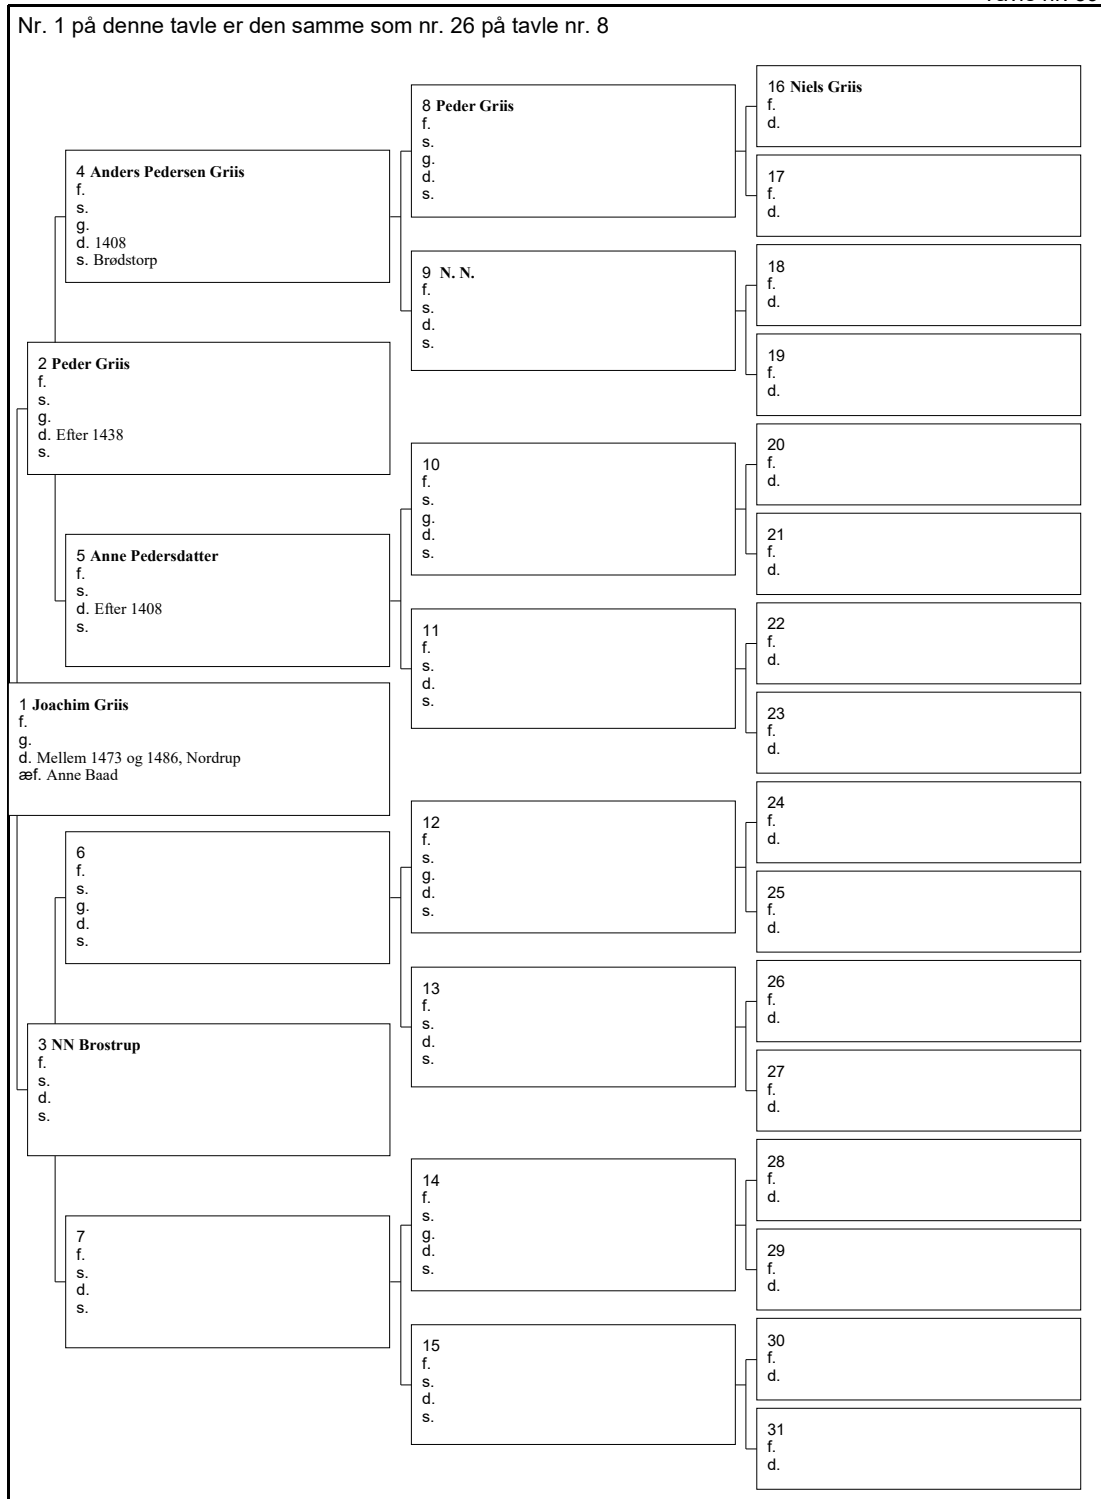 Nr. 1 på denne tavle er den samme som nr. 26 på tavle nr. 8
16 Niels Griis
f.
d.
8 Peder Griis
f.
s.
g.
d.
s.
17
f.
d.
4 Anders Pedersen Griis
f.
s.
g.
d. 1408
s. Brødstorp
18
f.
d.
9 N. N.
f.
s.
d.
s.
19
f.
d.
2 Peder Griis
f.
s.
g.
d. Efter 1438
s.
20
f.
d.
10
f.
s.
g.
d.
s.
21
f.
d.
5 Anne Pedersdatter
f.
s.
d. Efter 1408
s.
22
f.
d.
11
f.
s.
d.
s.
23
f.
d.
1 Joachim Griis
f.
g.
d. Mellem 1473 og 1486, Nordrup
æf. Anne Baad
24
f.
d.
12
f.
s.
g.
d.
s.
25
f.
d.
6
f.
s.
g.
d.
s.
26
f.
d.
13
f.
s.
d.
s.
27
f.
d.
3 NN Brostrup
f.
s.
d.
s.
28
f.
d.
14
f.
s.
g.
d.
s.
29
f.
d.
7
f.
s.
d.
s.
30
f.
d.
15
f.
s.
d.
s.
31
f.
d.